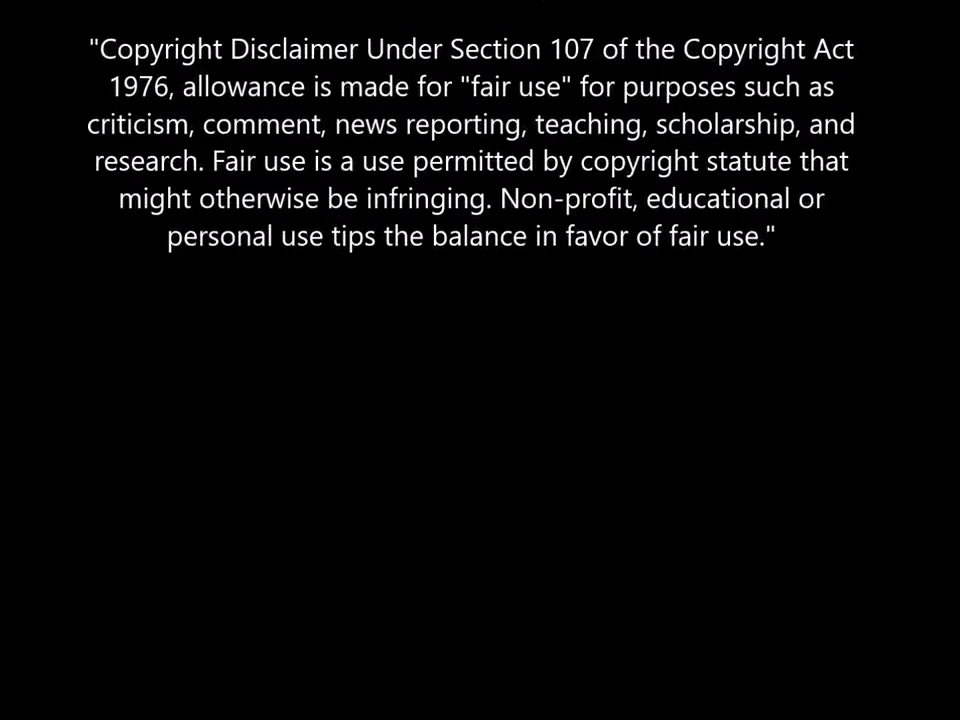 "Copyright Disclaimer Under Section 107 of the Copyright Act
1976, allowance is made for "fair use" for purposes such as
criticism, comment, news reporting, teaching, scholarship, and
research. Fair use is a use permitted by copyright statute that
might otherwise be infringing. Non-profit, educational or
personal use tips the balance in favor of fair use."